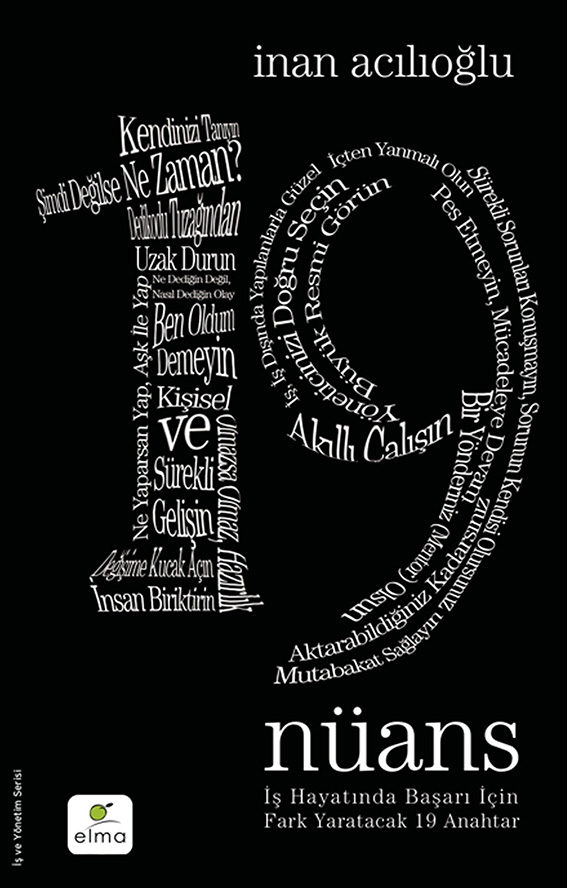 inan acılıoğlu
Kendinizi Tanıyın
Şimdi Değilse Ne Zaman?
Dedikodu Tuzağından
Uzak Durun
Ne Dediğin Değil,
Nasıl Dediğin Olay
Ben Oldum
Demeyin
Kişisel
ve
Sürekli
Gelişin
Değişime Kucak Açın
İnsan Biriktirin
Ne Yaparsan Yap, Aşk İle Yap
Olmazsa Olmaz, Hazırlık
İş, İş Dışında Yapılanlarla Güzel
İçten Yanmalı Olun
Yöneticinizi Doğru Seçin
Büyük Resmi Görün
Akıllı Çalışın
Sürekli Sorunları Konuşmayın, Sorunun Kendisi Olursunuz
Pes Etmeyin, Mücadeleye Devam
Bir Yönderiniz (Mentor) Olsun
Aktarabildiğiniz Kadarsınız
Mutabakat Sağlayın
nüans
İş Hayatında Başarı İçin
Fark Yaratacak 19 Anahtar
elma
İş ve Yönetim Serisi